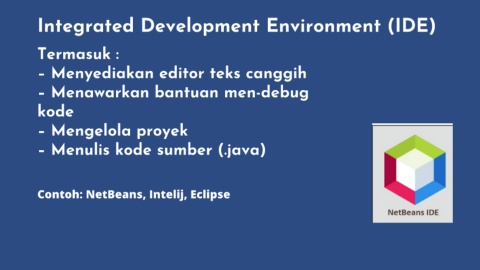 Integrated Development Environment (IDE)
Termasuk :
– Menyediakan editor teks canggih
– Menawarkan bantuan men-debug
kode
– Mengelola proyek
– Menulis kode sumber (.java)
Contoh: NetBeans, Intelij, Eclipse
NetBeans IDE